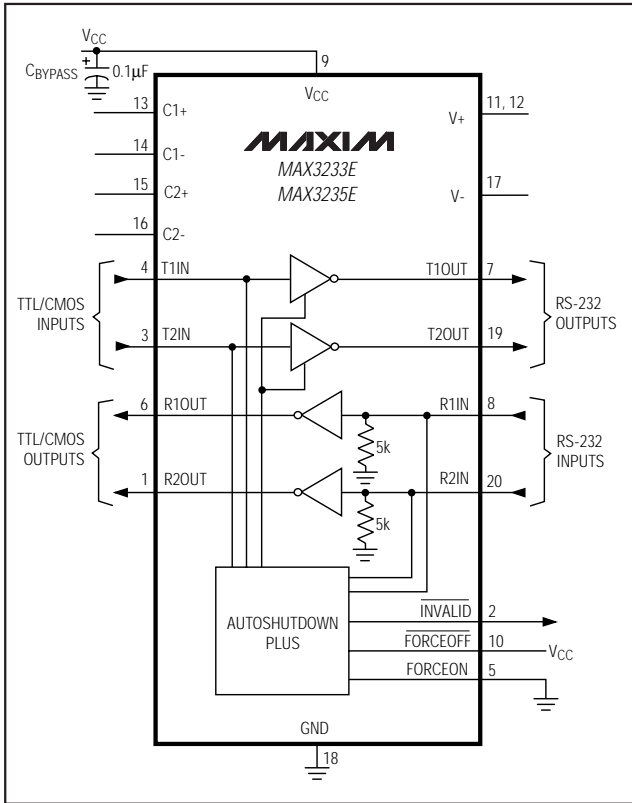 VCC
CBYPASS + 0.1µF
9
VCC
13 C1+
V+ 11, 12
MAXIM
14 C1-
MAX3233E
MAX3235E
15 C2+
V- 17
16 C2-
4 T1IN
T1OUT 7
TTL/CMOS
INPUTS
RS-232
OUTPUTS
3 T2IN
T2OUT 19
6 R1OUT
R1IN 8
5k
TTL/CMOS
OUTPUTS
RS-232
INPUTS
1 R2OUT
R2IN 20
5k
AUTOSHUTDOWN
PLUS
INVALID 2
FORCEOFF 10 VCC
FORCEON 5
GND
18